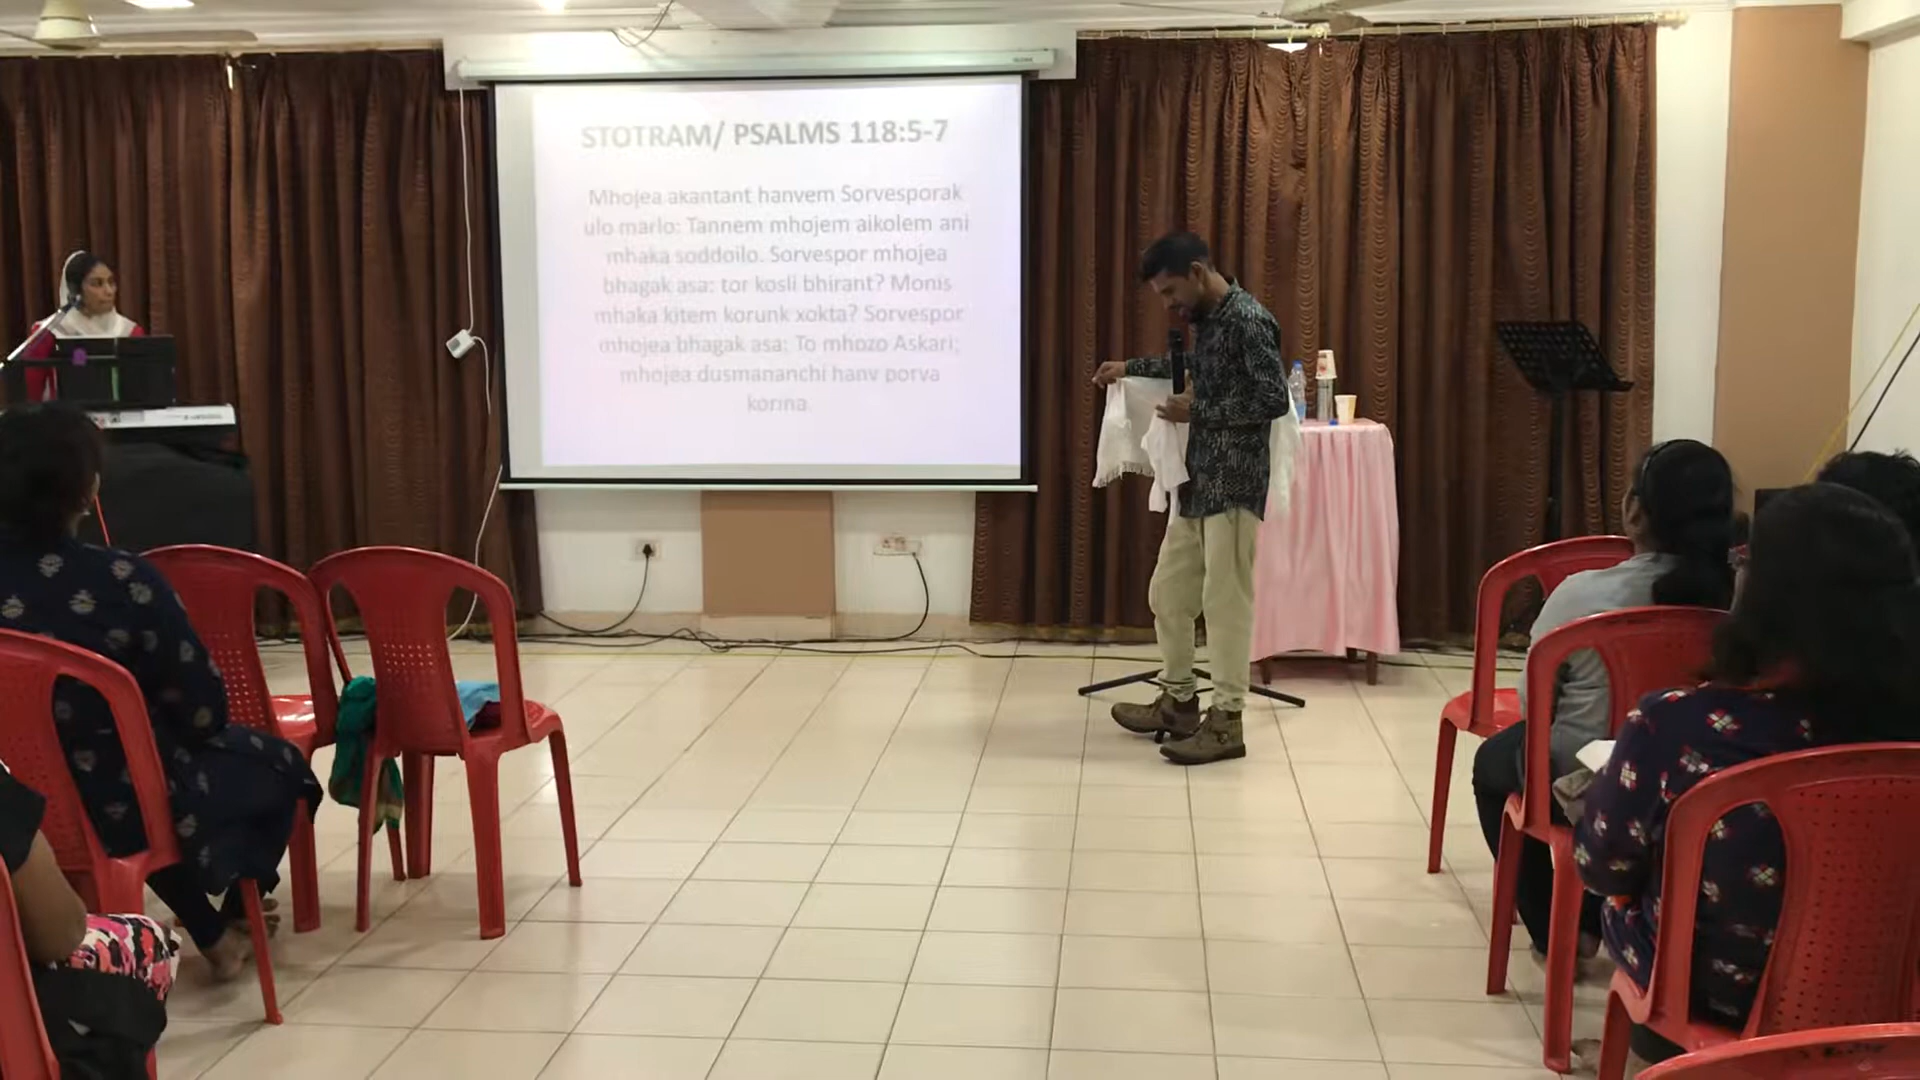 STOTRAM/ PSALMS 118:5-7
Mhojea akantant hanvem Sorvesporak
ulo marlo: Tannem mhojem aikolem ani
mhaka soddoilo. Sorvespor mhojea
bhagak asa: tor kosli bhirant? Monis
mhaka kitem korunk xokta? Sorvespor
mhojea bhagak asa: To mhozo Askari;
mhojea dusmananchi hanv porva
korina